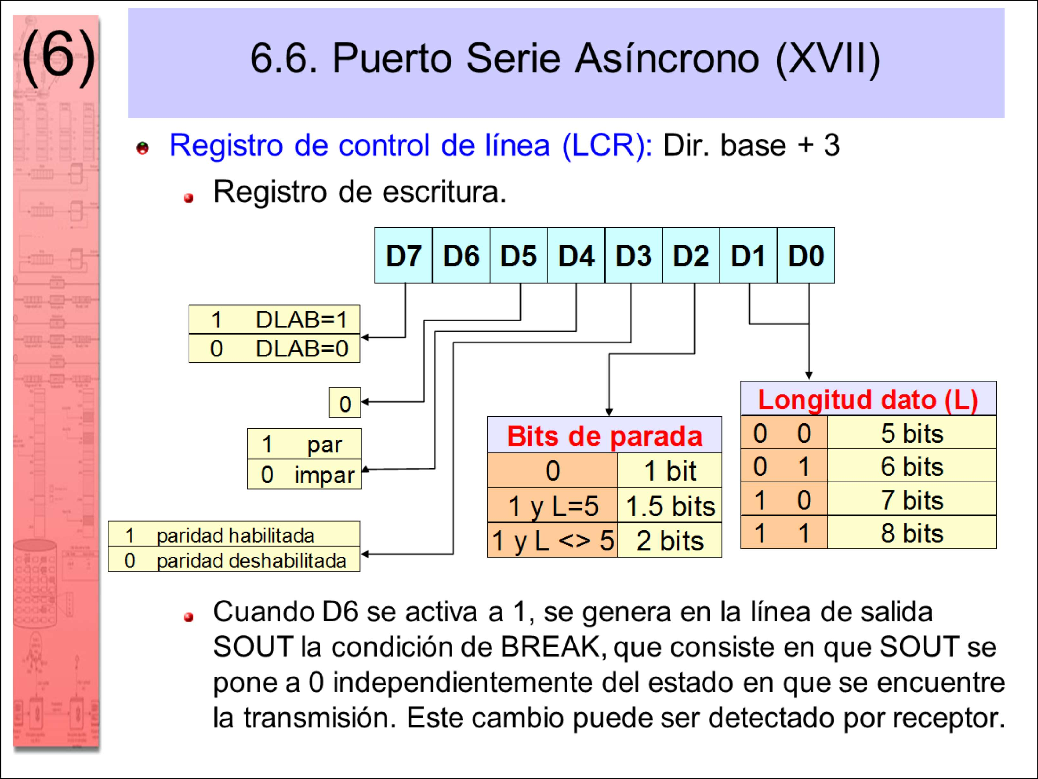 (6)
6.6. Puerto Serie Asíncrono (XVII)
Registro de control de línea (LCR): Dir. base + 3
Registro de escritura.
D7 D6 D5 D4 D3 D2 D1 D0
1 DLAB=1
0 DLAB=0
0
1 par
0 impar
1 paridad habilitada
0 paridad deshabilitada
Bits de parada
0 1 bit
1 y L=5 1.5 bits
1 y L <> 5 2 bits
Longitud dato (L)
0 0 5 bits
0 1 6 bits
1 0 7 bits
1 1 8 bits
Cuando D6 se activa a 1, se genera en la línea de salida
SOUT la condición de BREAK, que consiste en que SOUT se
pone a 0 independientemente del estado en que se encuentre
la transmisión. Este cambio puede ser detectado por receptor.